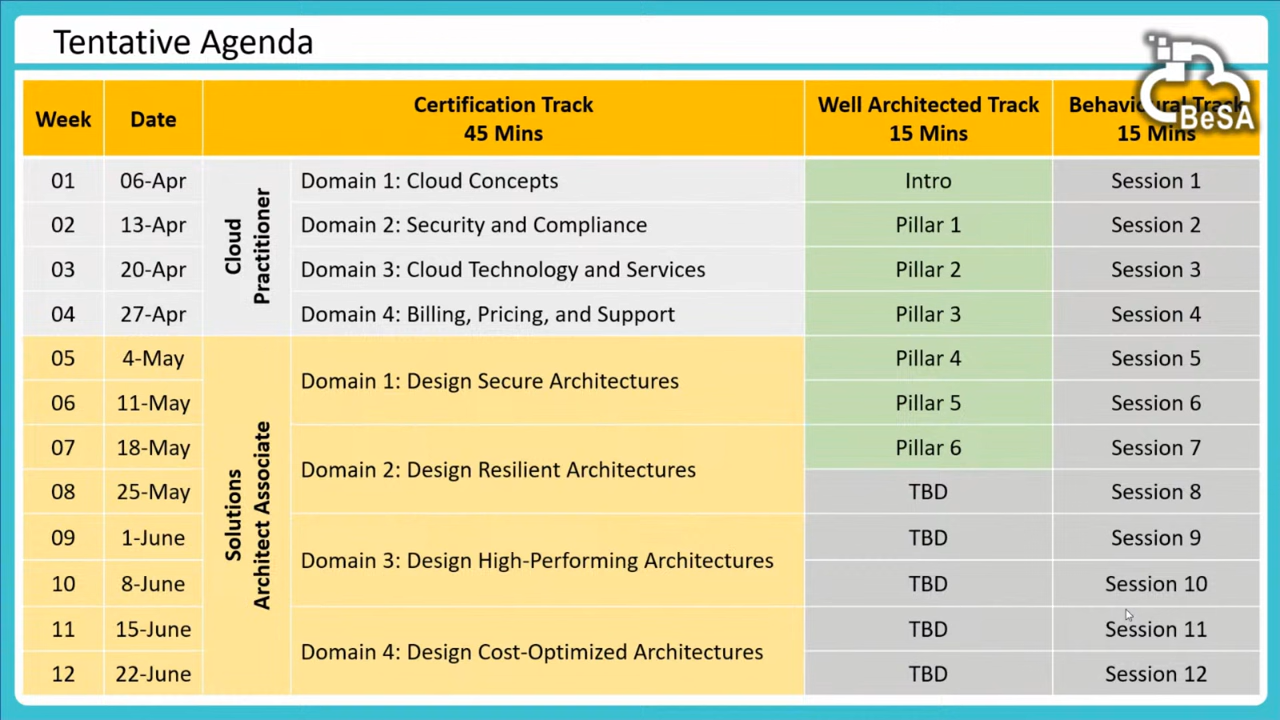 Tentative Agenda
BeSA
Week Date Certification Track Well Architected Track Behavioural Track
45 Mins 15 Mins 15 Mins
Cloud
Practitioner
01 06-Apr Domain 1: Cloud Concepts Intro Session 1
02 13-Apr Domain 2: Security and Compliance Pillar 1 Session 2
03 20-Apr Domain 3: Cloud Technology and Services Pillar 2 Session 3
04 27-Apr Domain 4: Billing, Pricing, and Support Pillar 3 Session 4
Solutions
Architect Associate
05 4-May Pillar 4 Session 5
Domain 1: Design Secure Architectures
06 11-May Pillar 5 Session 6
07 18-May Pillar 6 Session 7
Domain 2: Design Resilient Architectures
08 25-May TBD Session 8
09 1-June TBD Session 9
Domain 3: Design High-Performing Architectures
10 8-June TBD Session 10
11 15-June TBD Session 11
Domain 4: Design Cost-Optimized Architectures
12 22-June TBD Session 12